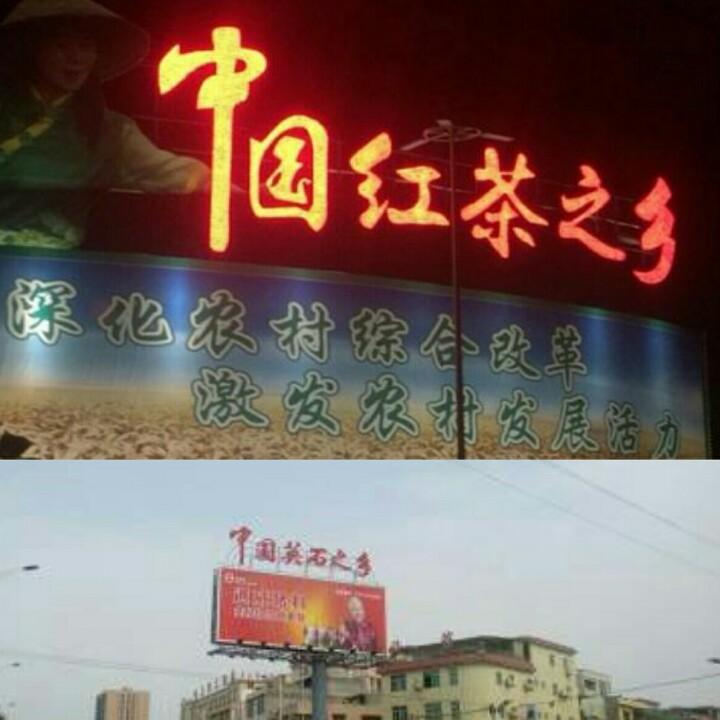 中国红茶之乡
深化农村综合改革
激发农村发展活力
中国英石之乡